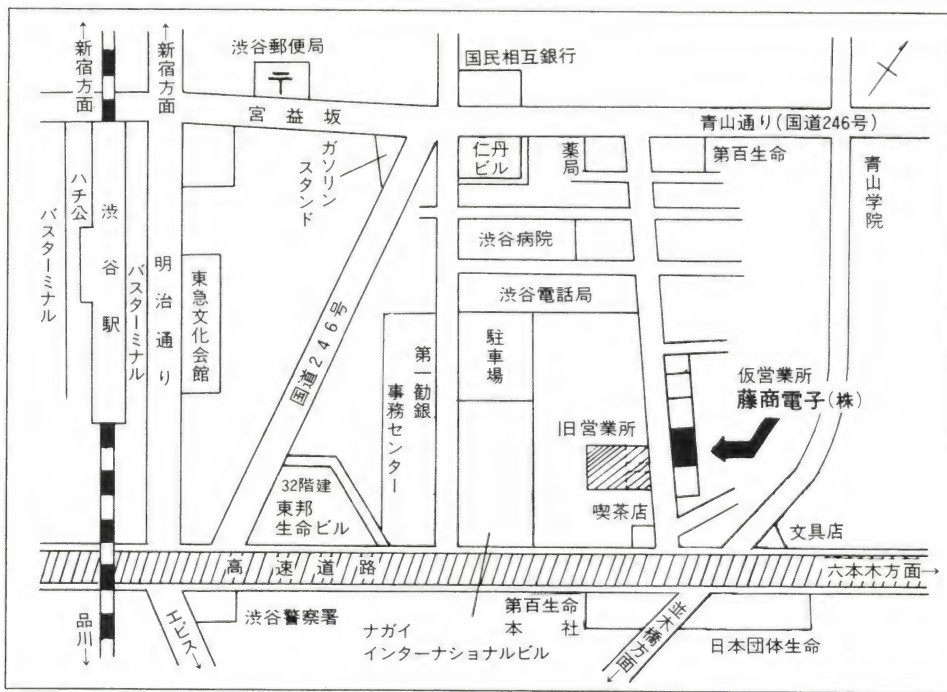 ←新宿方面
←新宿方面
渋谷郵便局
〒
国民相互銀行
宮益坂
青山通り(国道246号)
ガソリン
スタンド
仁丹
ビル
薬局
第百生命
青山学院
ハチ公
バスターミナル
渋谷駅
バスターミナル
明治通り
東急文化会館
渋谷病院
渋谷電話局
国道246号
第一勧銀
事務センター
駐車場
仮営業所
藤商電子(株)
旧営業所
32階建
東邦
生命ビル
喫茶店
文具店
高速道路
六本木方面→
品川→
エビス→
渋谷警察署
ナガイ
インターナショナルビル
第百生命
本社
並木橋方面→
日本団体生命